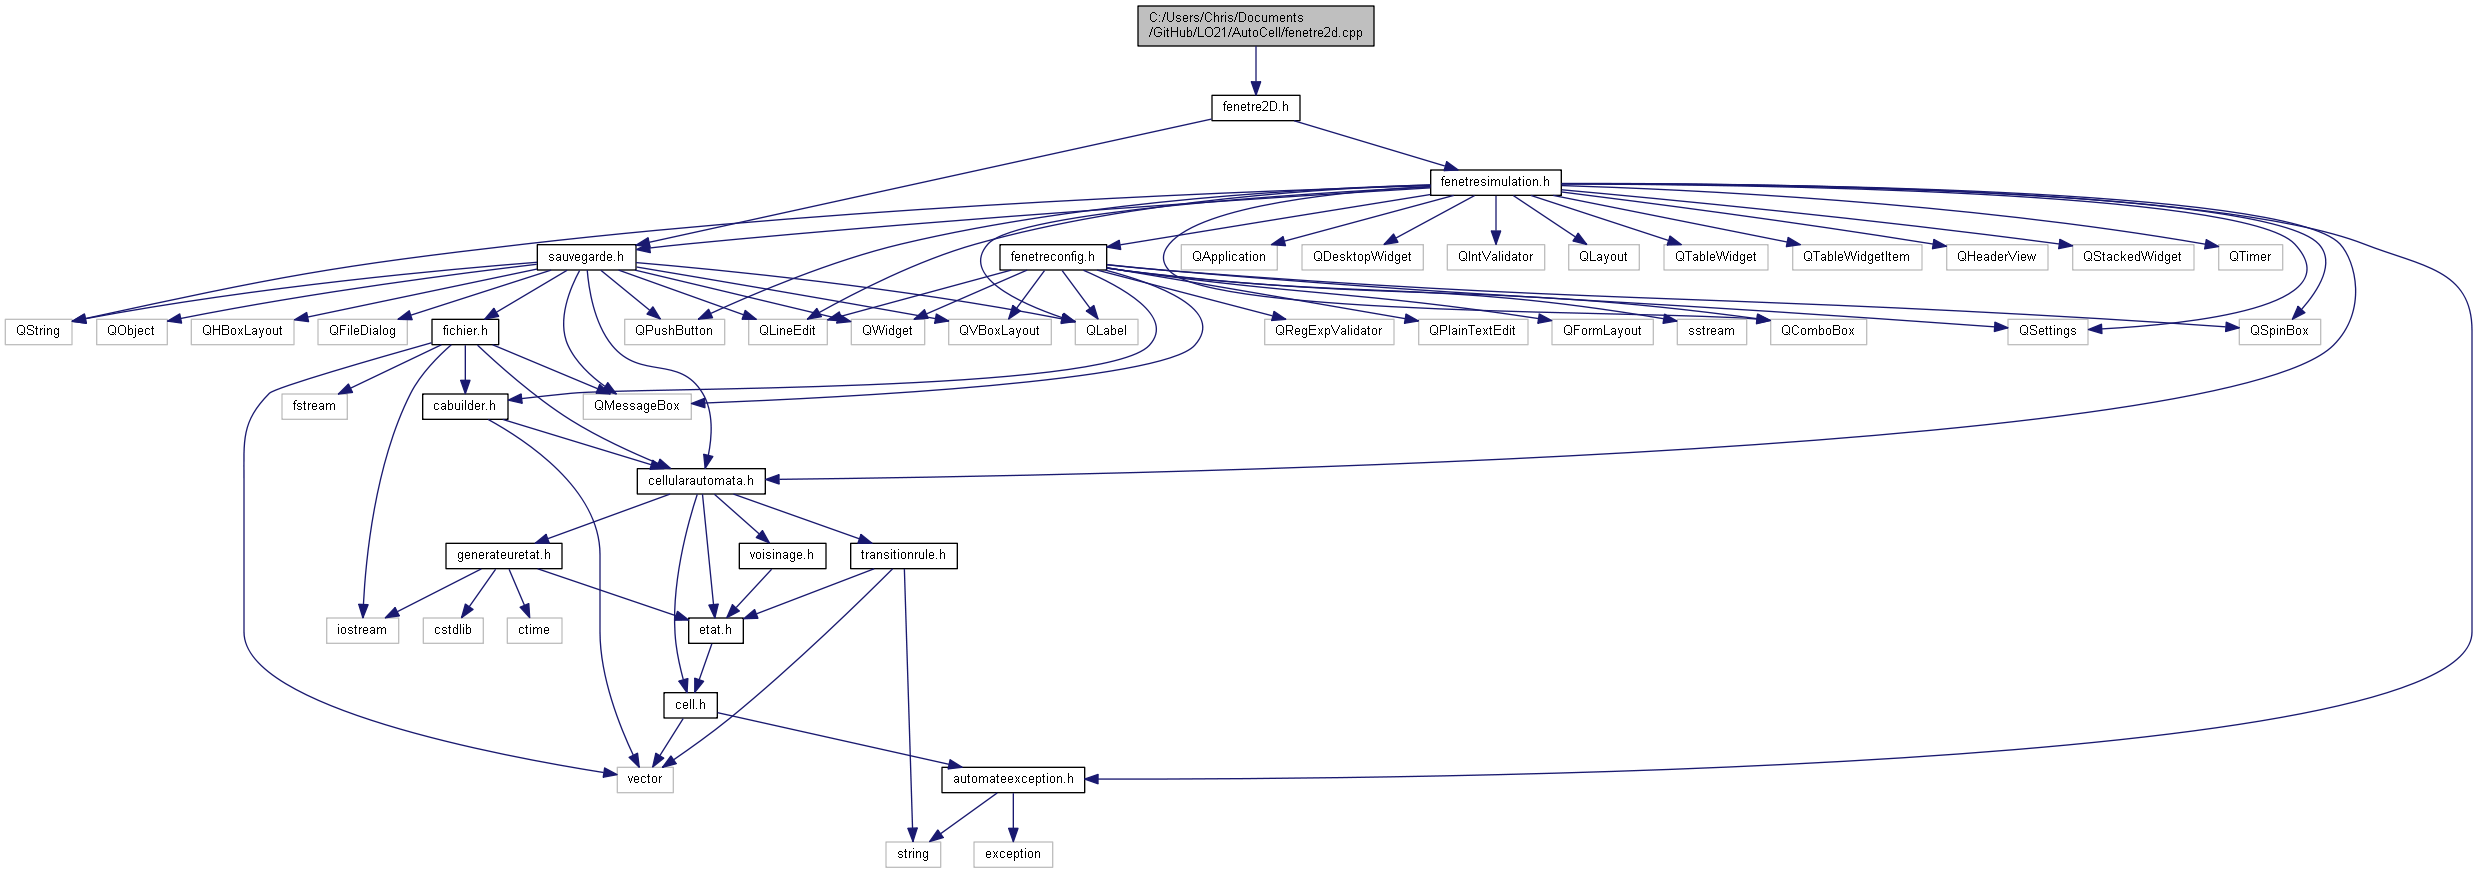 C:/Users/Chris/Documents
/GitHub/LO21/AutoCell/fenetre2d.cpp
fenetre2D.h
fenetresimulation.h
sauvegarde.h
fenetreconfig.h
QApplication
QDesktopWidget
QIntValidator
QLayout
QTableWidget
QTableWidgetItem
QHeaderView
QStackedWidget
QTimer
QString
QObject
QHBoxLayout
QFileDialog
fichier.h
QPushButton
QLineEdit
QWidget
QVBoxLayout
QLabel
QRegExpValidator
QPlainTextEdit
QFormLayout
sstream
QComboBox
QSettings
QSpinBox
fstream
cabuilder.h
QMessageBox
cellularautomata.h
generateuretat.h
voisinage.h
transitionrule.h
iostream
cstdlib
ctime
etat.h
cell.h
vector
automateexception.h
string
exception